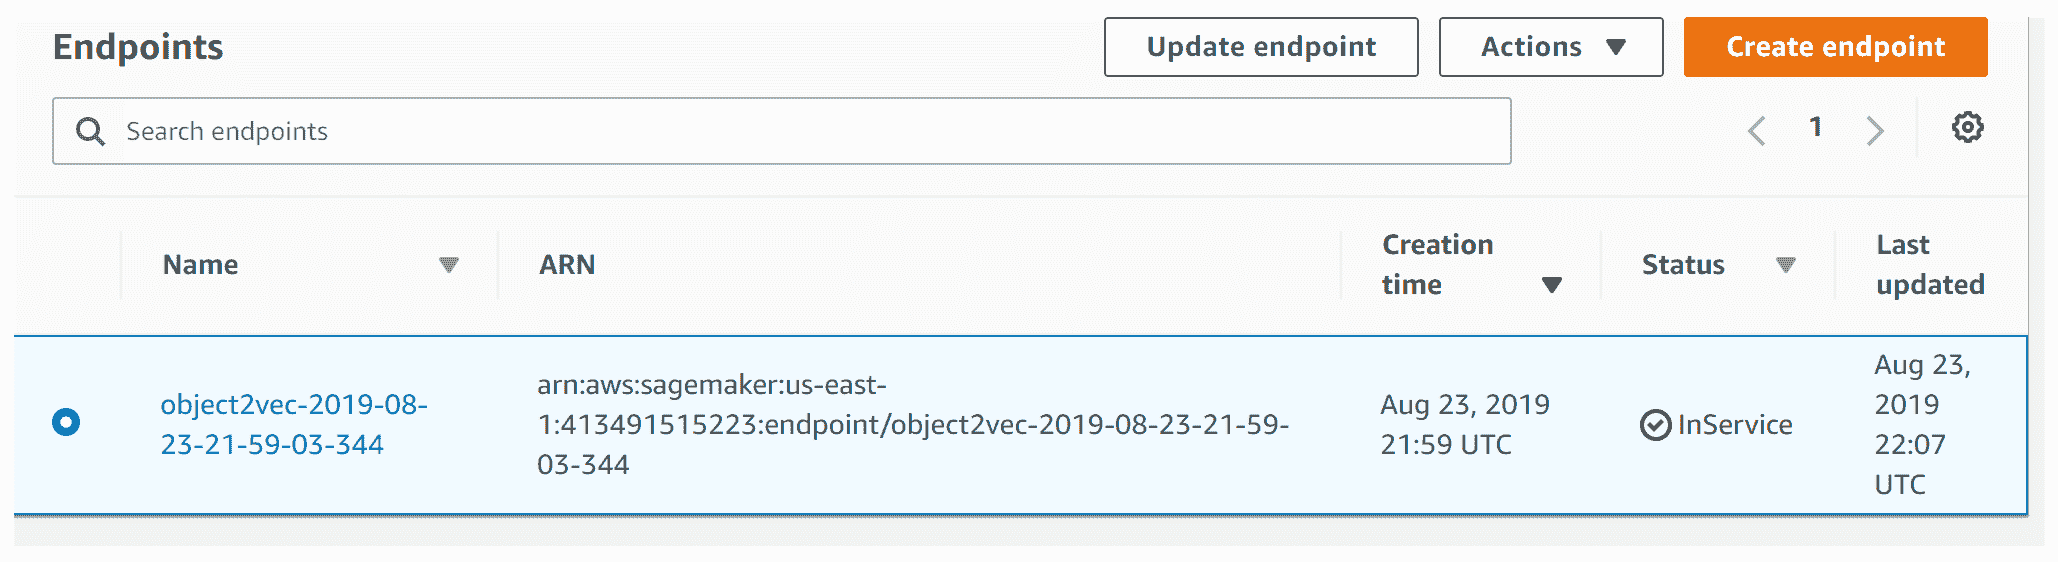 Endpoints
Update endpoint
Actions
Create endpoint
Search endpoints
1
Name
ARN
Creation
time
Status
Last
updated
object2vec-2019-08-
23-21-59-03-344
arn:aws:sagemaker:us-east-
1:413491515223:endpoint/object2vec-2019-08-23-21-59-
03-344
Aug 23, 2019
21:59 UTC
InService
Aug 23,
2019
22:07
UTC